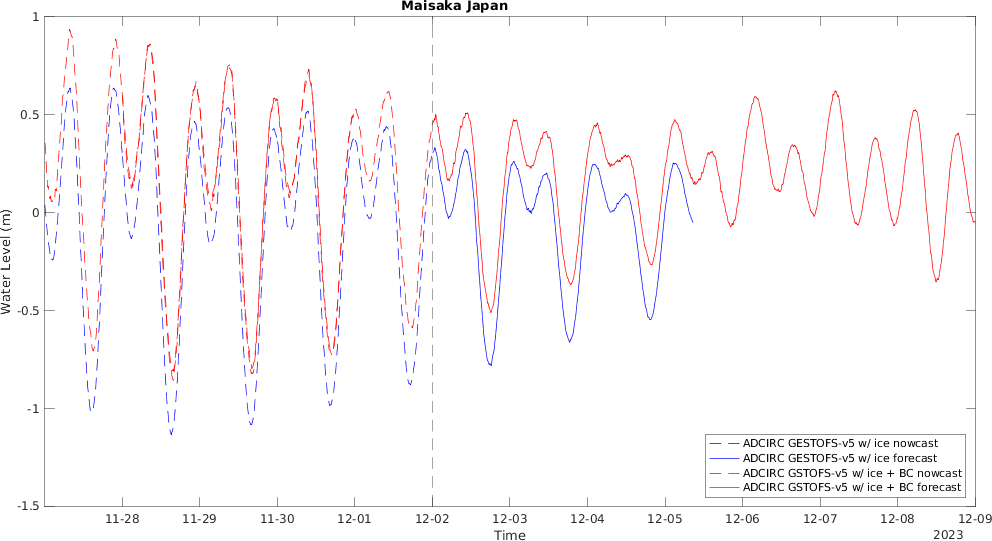 Maisaka Japan
Water Level (m)
1
0.5
0
-0.5
-1
-1.5
11-28
11-29
11-30
12-01
12-02
12-03
12-04
12-05
12-06
12-07
12-08
12-09
Time
2023
ADCIRC GESTOFS-v5 w/ ice nowcast
ADCIRC GESTOFS-v5 w/ ice forecast
ADCIRC GSTOFS-v5 w/ ice + BC nowcast
ADCIRC GSTOFS-v5 w/ ice + BC forecast